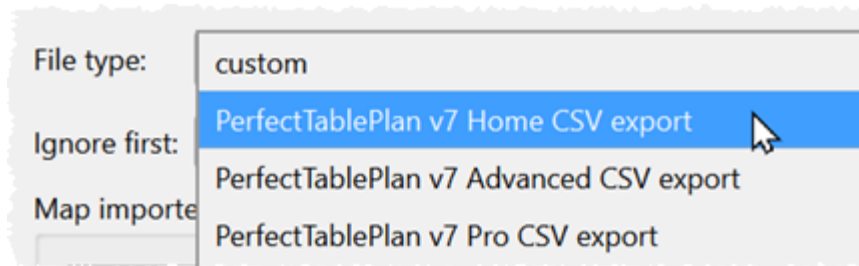 File type:
custom
PerfectTablePlan v7 Home CSV export
Ignore first:
PerfectTablePlan v7 Advanced CSV export
Map importe
PerfectTablePlan v7 Pro CSV export